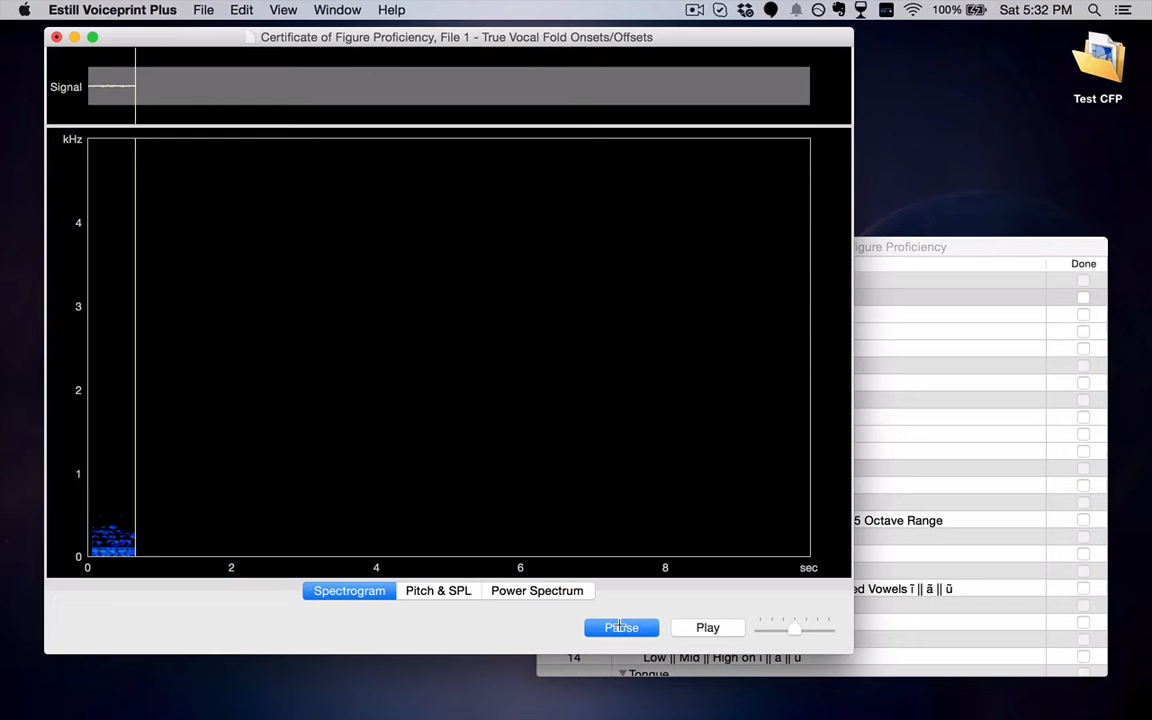 Estill Voiceprint Plus File Edit View Window Help 100% Sat 5:32 PM
Certificate of Figure Proficiency, File 1 - True Vocal Fold Onsets/Offsets
Test CFP
Signal
kHz
4
3
2
1
0
0 2 4 6 8 sec
Spectrogram Pitch & SPL Power Spectrum
Pause Play
igure Proficiency
Done
5 Octave Range
ed Vowels ĩ || ã || ũ
14 Low || Mid || High on i || a || u
Tongue